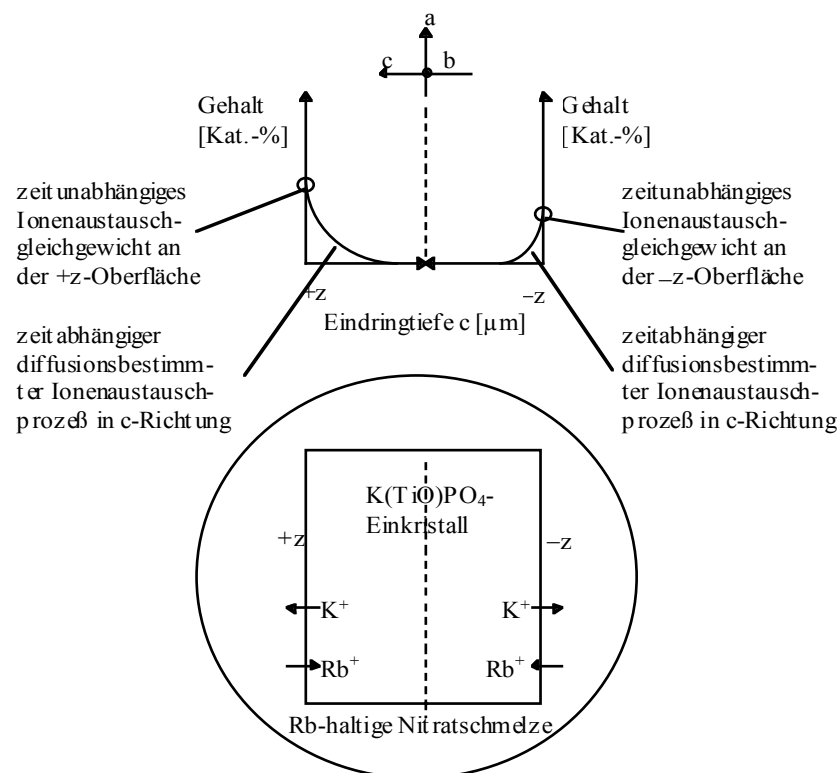 a
c
b
Gehalt
[Kat.-%]
Gehalt
[Kat.-%]
zeitunabhängiges
Ionenaustausch-
gleichgewicht an
der +z-Oberfläche
zeitunabhängiges
Ionenaustausch-
gleichgewicht an
der –z-Oberfläche
+z
–z
Eindringtiefe c [µm]
zeitabhängiger
diffusionsbestimm-
ter Ionenaustausch-
prozeß in c-Richtung
zeitabhängiger
diffusionsbestimm-
ter Ionenaustausch-
prozeß in c-Richtung
K(TiO)PO₄-
Einkristall
+z
–z
K⁺
K⁺
Rb⁺
Rb⁺
Rb-haltige Nitratschmelze